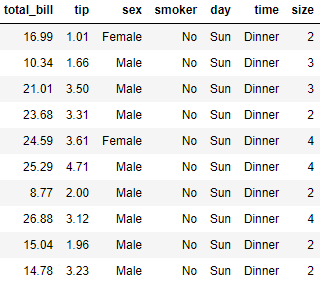 total_bill tip sex smoker day time size
16.99 1.01 Female No Sun Dinner 2
10.34 1.66 Male No Sun Dinner 3
21.01 3.50 Male No Sun Dinner 3
23.68 3.31 Male No Sun Dinner 2
24.59 3.61 Female No Sun Dinner 4
25.29 4.71 Male No Sun Dinner 4
8.77 2.00 Male No Sun Dinner 2
26.88 3.12 Male No Sun Dinner 4
15.04 1.96 Male No Sun Dinner 2
14.78 3.23 Male No Sun Dinner 2